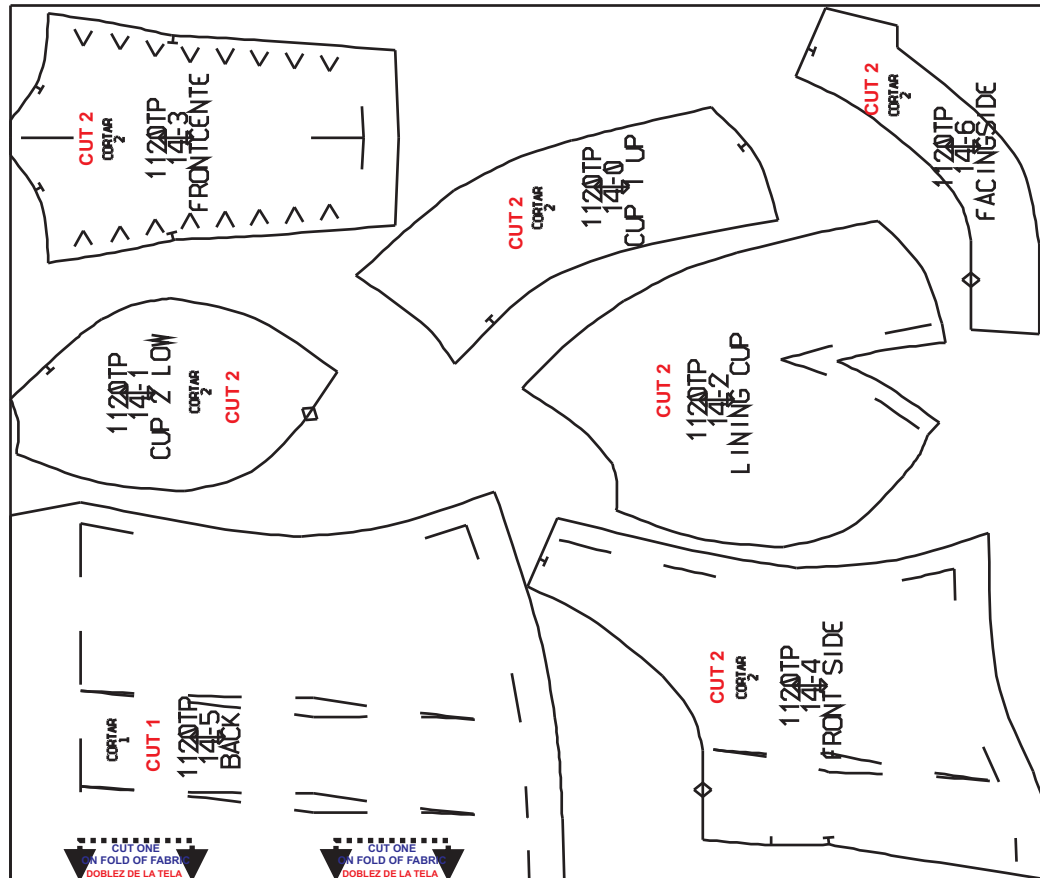 CUT 2
CORTAR
2
1120TP
14-3
FRONTCENTE
CUT 2
CORTAR
2
1120TP
14-0
CUP 1 UP
CUT 2
CORTAR
2
1120TP
14-6
FACINGSIDE
1120TP
14-1
CUP 2 LOW
CORTAR
2
CUT 2
CUT 2
1120TP
14-2
LINING CUP
CORTAR
1
CUT 1
1120TP
14-5
BACK
CUT 2
CORTAR
2
1120TP
14-4
FRONT SIDE
CUT ONE
ON FOLD OF FABRIC
DOBLEZ DE LA TELA
CUT ONE
ON FOLD OF FABRIC
DOBLEZ DE LA TELA